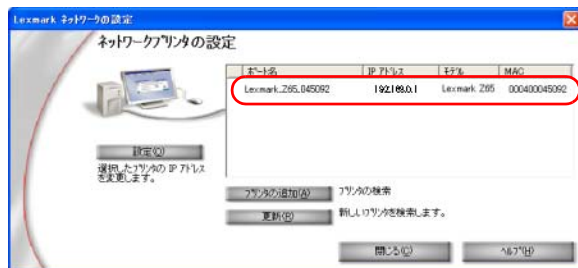 Lexmark ネットワークの設定
ネットワークプリンタの設定
ポート名 IP アドレス モデル MAC
Lexmark_Z65_045092 192.168.0.1 Lexmark Z65 000400045092
設定(O)
選択したプリンタの IP アドレス
を変更します。
プリンタの追加(A) プリンタの検索
更新(R) 新しいプリンタを検索します。
閉じる(C) ヘルプ(H)